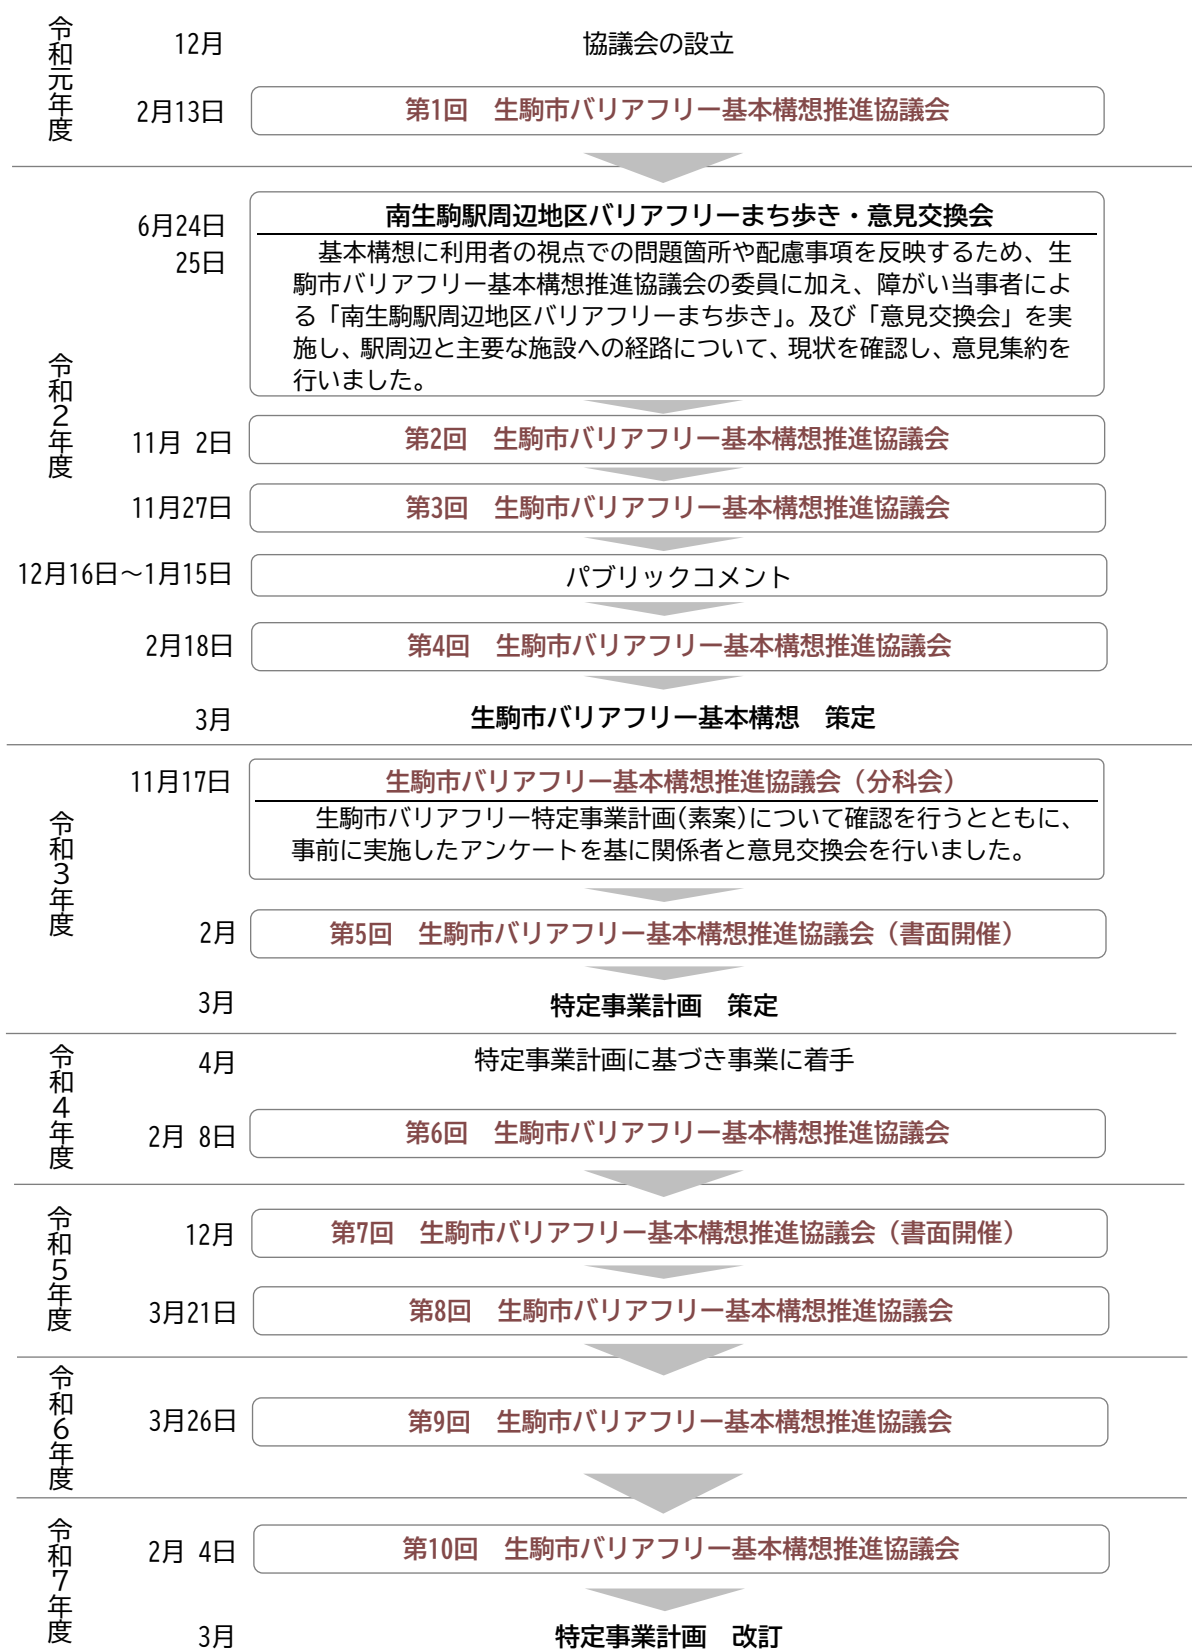 令和元年度
12月 協議会の設立
2月13日 第1回 生駒市バリアフリー基本構想推進協議会
令和2年度
6月24日 南生駒駅周辺地区バリアフリーまち歩き・意見交換会
25日
基本構想に利用者の視点での問題箇所や配慮事項を反映するため、生
駒市バリアフリー基本構想推進協議会の委員に加え、障がい当事者によ
る「南生駒駅周辺地区バリアフリーまち歩き」。及び「意見交換会」を実
施し、駅周辺と主要な施設への経路について、現状を確認し、意見集約を
行いました。
11月 2日 第2回 生駒市バリアフリー基本構想推進協議会
11月27日 第3回 生駒市バリアフリー基本構想推進協議会
12月16日～1月15日 パブリックコメント
2月18日 第4回 生駒市バリアフリー基本構想推進協議会
3月 生駒市バリアフリー基本構想 策定
令和3年度
11月17日 生駒市バリアフリー基本構想推進協議会（分科会）
生駒市バリアフリー特定事業計画(素案)について確認を行うとともに、
事前に実施したアンケートを基に関係者と意見交換会を行いました。
2月 第5回 生駒市バリアフリー基本構想推進協議会（書面開催）
3月 特定事業計画 策定
令和4年度
4月 特定事業計画に基づき事業に着手
2月 8日 第6回 生駒市バリアフリー基本構想推進協議会
令和5年度
12月 第7回 生駒市バリアフリー基本構想推進協議会（書面開催）
3月21日 第8回 生駒市バリアフリー基本構想推進協議会
令和6年度
3月26日 第9回 生駒市バリアフリー基本構想推進協議会
令和7年度
2月 4日 第10回 生駒市バリアフリー基本構想推進協議会
3月 特定事業計画 改訂